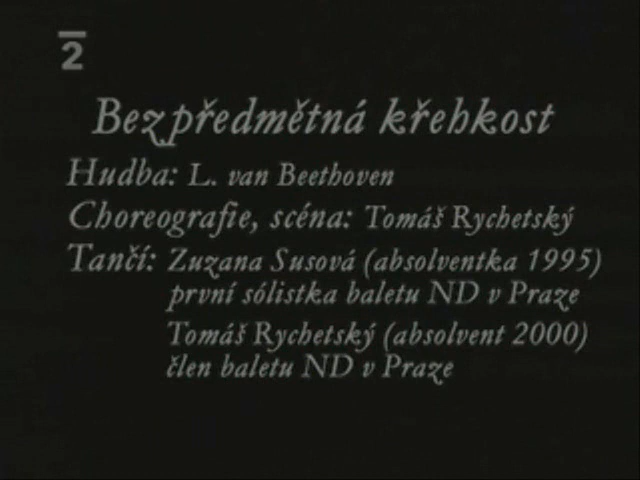 2
Bezpředmětná křehkost
Hudba: L. van Beethoven
Choreografie, scéna: Tomáš Rychetský
Tančí: Zuzana Susová (absolventka 1995)
první sólistka baletu ND v Praze
Tomáš Rychetský (absolvent 2000)
člen baletu ND v Praze